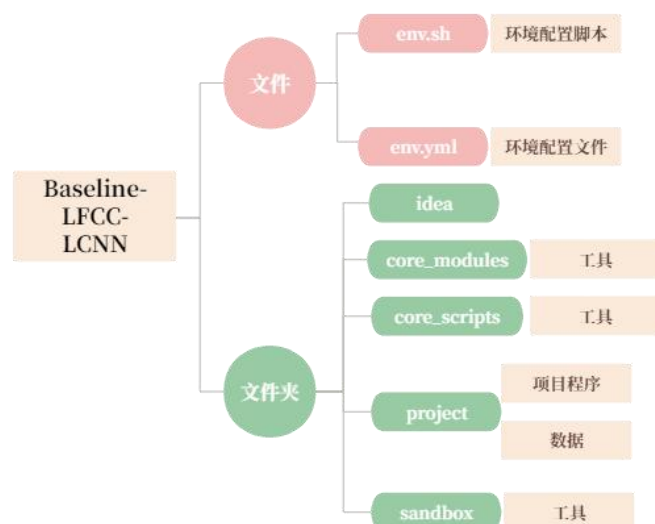 Baseline-
LFCC-
LCNN
文件
env.sh
环境配置脚本
env.yml
环境配置文件
文件夹
idea
core_modules
工具
core_scripts
工具
project
项目程序
数据
sandbox
工具